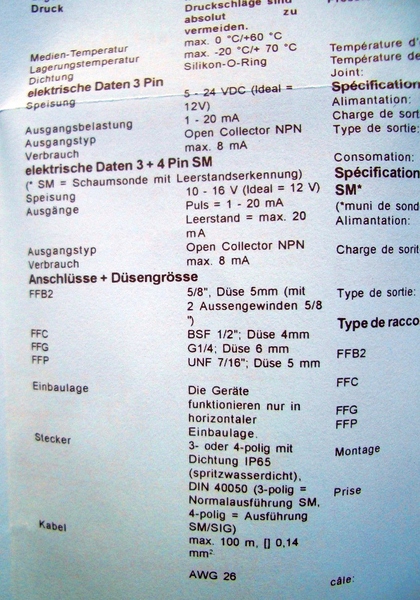 Druck Druckschläge sind
absolut zu
vermeiden.
Medien-Temperatur max. 0 °C/+60 °C
Lagerungstemperatur max. -20 °C/+ 70 °C
Dichtung Silikon-O-Ring
elektrische Daten 3 Pin
Speisung 5 - 24 VDC (Ideal =
12V)
Ausgangsbelastung 1 - 20 mA
Ausgangstyp Open Collector NPN
Verbrauch max. 8 mA
elektrische Daten 3 + 4 Pin SM
(* SM = Schaumsonde mit Leerstandserkennung)
Speisung 10 - 16 V (Ideal = 12 V)
Ausgänge Puls = 1 - 20 mA
Leerstand = max. 20
mA
Ausgangstyp Open Collector NPN
Verbrauch max. 8 mA
Anschlüsse + Düsengrösse
FFB2 5/8", Düse 5mm (mit
2 Aussengewinden 5/8
")
FFC BSF 1/2"; Düse 4mm
FFG G1/4; Düse 6 mm
FFP UNF 7/16"; Düse 5 mm
Einbaulage Die Geräte
funktionieren nur in
horizontaler
Einbaulage.
Stecker 3- oder 4-polig mit
Dichtung IP65
(spritzwasserdicht),
DIN 40050 (3-polig =
Normalausführung SM,
4-polig = Ausführung
SM/SIG)
Kabel max. 100 m, [] 0,14
mm²
AWG 26
Température d'
Température de
Joint:
Spécification
Alimantation:
Charge de sort
Type de sortie:
Consomation:
Spécification
SM*
(*muni de sond
Alimantation:
Charge de sorti
Type de sortie:
Type de racco
FFB2
FFC
FFG
FFP
Montage
Prise
câle: